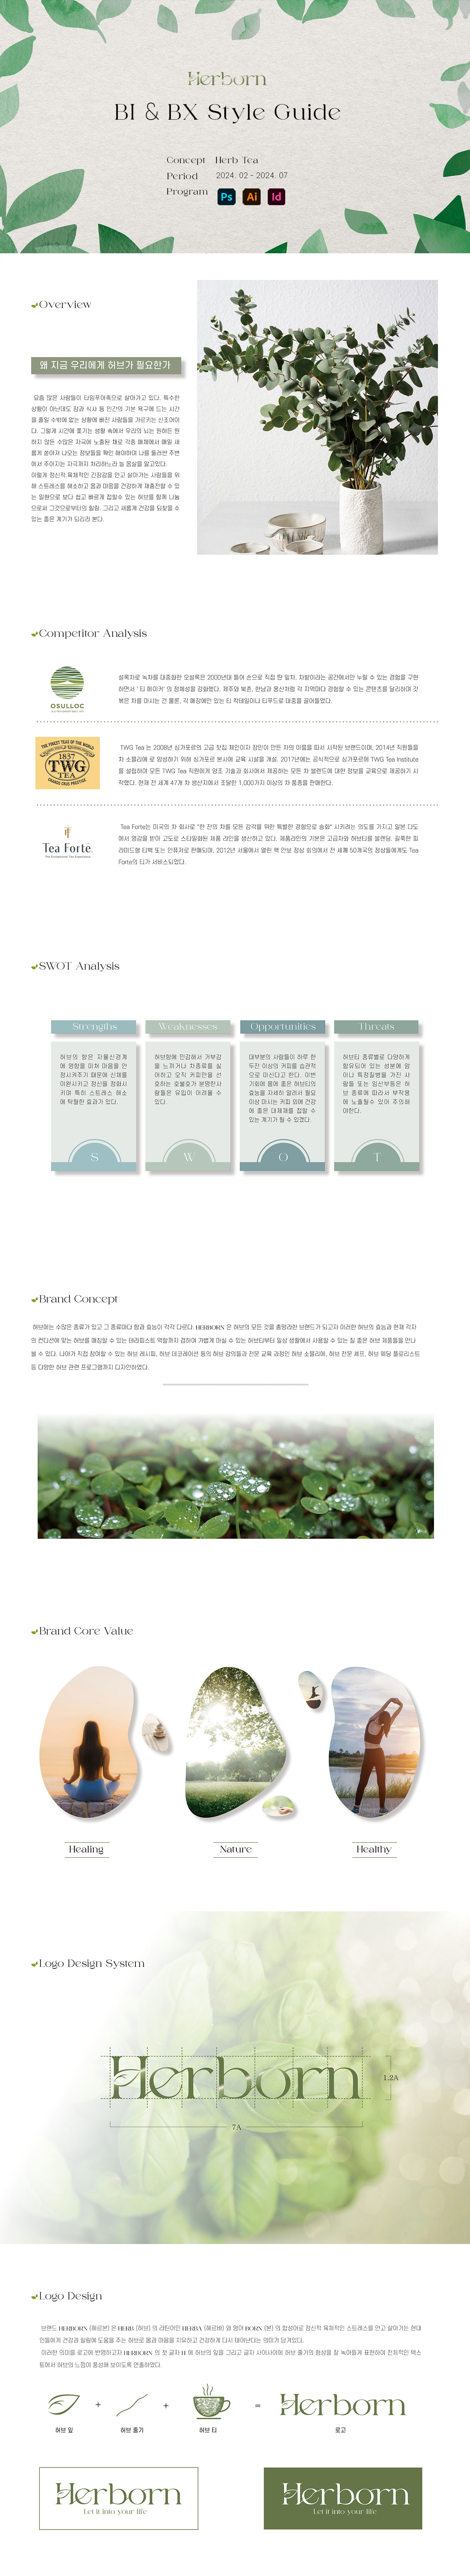 Herborn
BI & BX Style Guide
Concept Herb Tea
Period 2024. 02 - 2024. 07
Program Ps Ai Id
Overview
왜 지금 우리에게 허브가 필요한가
요즘 많은 사람들이 타임푸어족으로 살아가고 있다. 특수한
상황이 아닌데도 잠과 식사 등 인간의 기본 욕구에 드는 시간
을 줄일 수밖에 없는 상황에 빠진 사람들을 가르키는 신조어이
다. 그렇게 시간에 쫓기는 생활 속에서 우리의 뇌는 원하든 원
하지 않든 수많은 자극에 노출된 채로 각종 매체에서 매일 새
롭게 쏟아져 나오는 정보들을 확인 해야하며 나를 둘러싼 주변
에서 주어지는 자극까지 처리하느라 늘 몸살을 앓고있다.
이렇게 정신적 육체적인 긴장감을 안고 살아가는 사람들을 위
해 스트레스를 해소하고 몸과 마음을 건강하게 재충전할 수 있
는 일환으로 보다 쉽고 빠르게 접할수 있는 허브를 함께 나눔
으로써 그것으로부터의 힐링, 그리고 새롭게 건강을 되찾을 수
있는 좋은 계기가 되리라 본다.
Competitor Analysis
OSULLOC
설록차로 녹차를 대중화한 오설록은 2000년대 들어 손으로 직접 딴 잎차, 차밭이라는 공간에서만 누릴 수 있는 경험을 구현
하면서 ' 티 메이커' 의 정체성을 강화했다. 제주와 북촌, 한남과 용산처럼 각 지역마다 경험할 수 있는 콘텐츠를 달리하며 갓
볶은 차를 마시는 건 물론, 각 매장에만 있는 티 칵테일이나 티푸드로 대중을 끌어들였다.
THE FINEST TEAS OF THE WORLD
1837
TWG
TEA
GRANDS CRUS PRESTIGE
TWG Tea 는 2008년 싱가포르의 고급 찻집 체인이자 장인이 만든 차의 이름을 따서 시작된 브랜드이며, 2014년 직원들을
차 소믈리에 로 양성하기 위해 싱가포르 본사에 교육 시설을 개설. 2017년에는 공식적으로 싱가포르에 TWG Tea Institute
를 설립하여 모든 TWG Tea 직원에게 양조 기술과 회사에서 제공하는 모든 차 블렌드에 대한 정보를 교육으로 제공하기 시
작했다. 현재 전 세계 47개 차 생산지에서 조달한 1,000가지 이상의 차 품종을 판매한다.
Tea Forté
The Exceptional Tea Experience
Tea Forte는 미국의 차 회사로 "한 잔의 차를 모든 감각을 위한 특별한 경험으로 승화" 시키려는 의도를 가지고 일본 다도
에서 영감을 받아 고도로 스타일화된 제품 라인을 생산하고 있다. 제품라인의 기본은 고급차와 허브티를 블렌딩. 실룩한 피
라미드형 티백 또는 인퓨저로 판매되며, 2012년 서울에서 열린 핵 안보 정상 회의에서 전 세계 50개국의 정상들에게도 Tea
Forte의 티가 서비스되었다.
SWOT Analysis
Strengths Weaknesses Opportunities Threats
허브의 향은 자율신경계
에 영향을 미쳐 마음을 안
정시켜주기 때문에 신체를
이완시키고 정신을 정화시
키며 특히 스트레스 해소
에 탁월한 효과가 있다.
허브향에 민감해서 거부감
을 느끼거나 차종류를 싫
어하고 오직 커피만을 선
호하는 호불호가 분명한사
람들은 유입이 어려울 수
있다.
대부분의 사람들이 하루 한
두잔 이상의 커피를 습관적
으로 마신다고 한다. 이번
기회에 몸에 좋은 허브티의
효능을 자세히 알려서 절답
이상 마시는 커피 외에 건강
에 좋은 대체재를 접할 수
있는 계기가 될 수 있겠다.
허브티 종류별로 다양하게
함유되어 있는 성분에 염
이나 특정질병을 가진 사
람들 또는 임산부등은 허
브 종류에 따라서 부작용
에 노출될수 있어 주의해
야한다.
S W O T
Brand Concept
허브에는 수많은 종류가 있고 그 종류마다 향과 효능이 각각 다르다. HERBORN 은 허브의 모든 것을 총망라한 브랜드가 되고자 이러한 허브의 효능과 현재 각자
의 컨디션에 맞는 허브를 매칭할 수 있는 테라피스트 역할까지 겸하여 가볍게 마실 수 있는 허브티부터 일상 생활에서 사용할 수 있는 질 좋은 허브 제품들을 만나
볼 수 있다. 나아가 직접 참여할 수 있는 허브 레시피, 허브 데코레이션 등의 허브 강의들과 전문 교육 과정인 허브 소믈리에, 허브 전문 셰프, 허브 웨딩 플로리스트
등 다양한 허브 관련 프로그램까지 디자인하였다.
Brand Core Value
Healing Nature Healthy
Logo Design System
Herborn
1.2A
7A
Logo Design
브랜드 HERBORN (헤르본) 은 HERB (허브) 의 라틴어인 HERBA (헤르바) 와 영어 BORN (본) 의 합성어로 정신적 육체적인 스트레스를 안고 살아가는 현대
인들에게 건강과 힐링에 도움을 주는 허브로 몸과 마음을 치유하고 건강하게 다시 태어난다는 의미가 담겨있다.
이러한 의미를 로고에 반영하고자 HERBORN 의 첫 글자 H 에 허브의 잎을 그리고 글자 사이사이에 허브 줄기의 형상을 잘 녹여들게 표현하여 전체적인 텍스
트에서 허브의 느낌이 풍성해 보이도록 연출하였다.
+ + = Herborn
허브 잎 허브 줄기 허브 티 로고
Herborn
Let it into your life
Herborn
Let it into your life